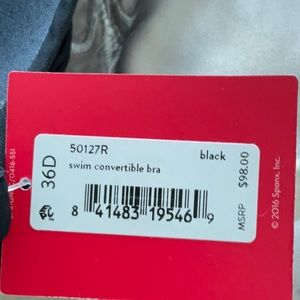 50127R
black
swim convertible bra
36D
8 41483 19546 9
MSRP $98.00
© 2016 Spanx, Inc.